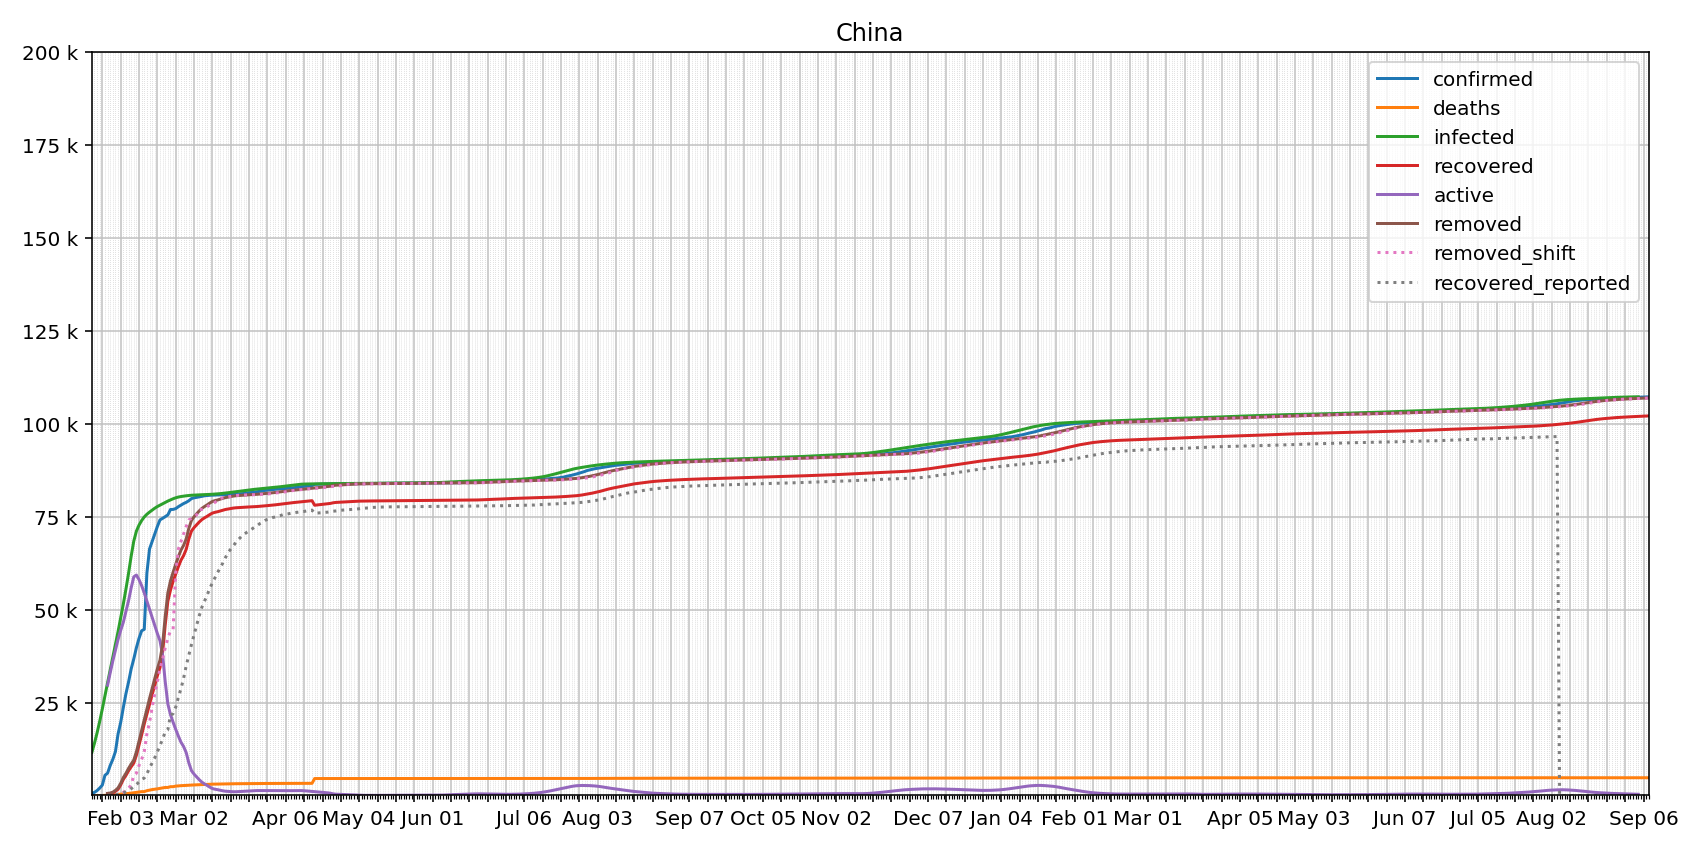 China
200 k
175 k
150 k
125 k
100 k
75 k
50 k
25 k
confirmed
deaths
infected
recovered
active
removed
removed_shift
recovered_reported
Feb 03 Mar 02 Apr 06 May 04 Jun 01 Jul 06 Aug 03 Sep 07 Oct 05 Nov 02 Dec 07 Jan 04 Feb 01 Mar 01 Apr 05 May 03 Jun 07 Jul 05 Aug 02 Sep 06